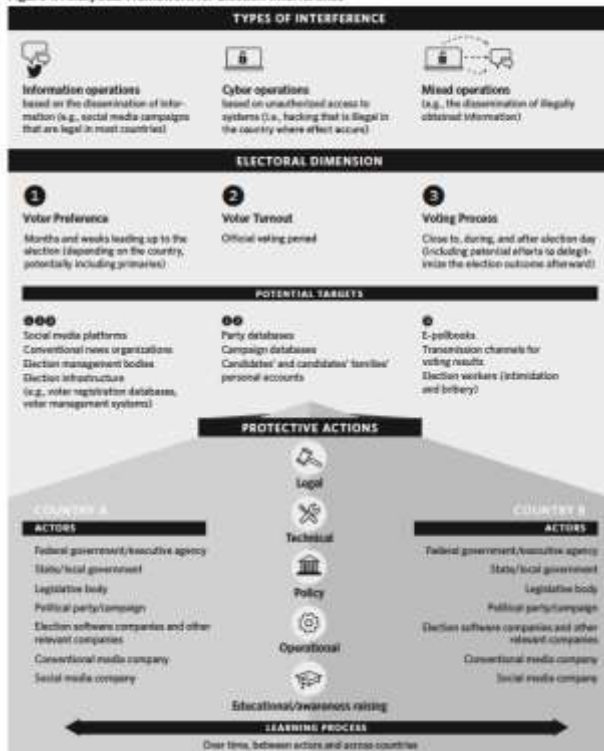 TYPES OF INTERFERENCE
Information operations
based on the dissemination of infor-
mation (e.g., social media campaigns
that are legal in most countries)
Cyber operations
based on unauthorized access to
systems (i.e., hacking that is illegal in
the country where effect occurs)
Mixed operations
(e.g., the dissemination of illegally
obtained information)
ELECTORAL DIMENSION
1
Voter Preference
Months and weeks leading up to the
election (depending on the country,
potentially including primaries)
2
Voter Turnout
Official voting period
3
Voting Process
Close to, during, and after election day
(including potential efforts to delegit-
imize the election outcome afterward)
POTENTIAL TARGETS
Social media platforms
Conventional news organizations
Election management bodies
Election infrastructure
(e.g., voter registration databases,
voter management systems)
Party databases
Campaign databases
Candidates' and candidates' families'
personal accounts
E-pollbooks
Transmission channels for
voting results
Election workers (intimidation
and bribery)
PROTECTIVE ACTIONS
Legal
Technical
Policy
Operational
Educational/awareness raising
COUNTRY A
ACTORS
Federal government/executive agency
State/local government
Legislative body
Political party/campaign
Election software companies and other
relevant companies
Conventional media company
Social media company
COUNTRY B
ACTORS
Federal government/executive agency
State/local government
Legislative body
Political party/campaign
Election software companies and other
relevant companies
Conventional media company
Social media company
LEARNING PROCESS
Over time, between actors and across countries